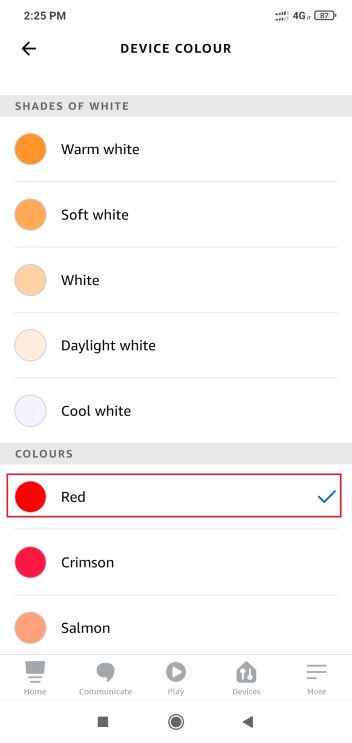 2:25 PM 4G 87
DEVICE COLOUR
SHADES OF WHITE
Warm white
Soft white
White
Daylight white
Cool white
COLOURS
Red
Crimson
Salmon
Home Communicate Play Devices More